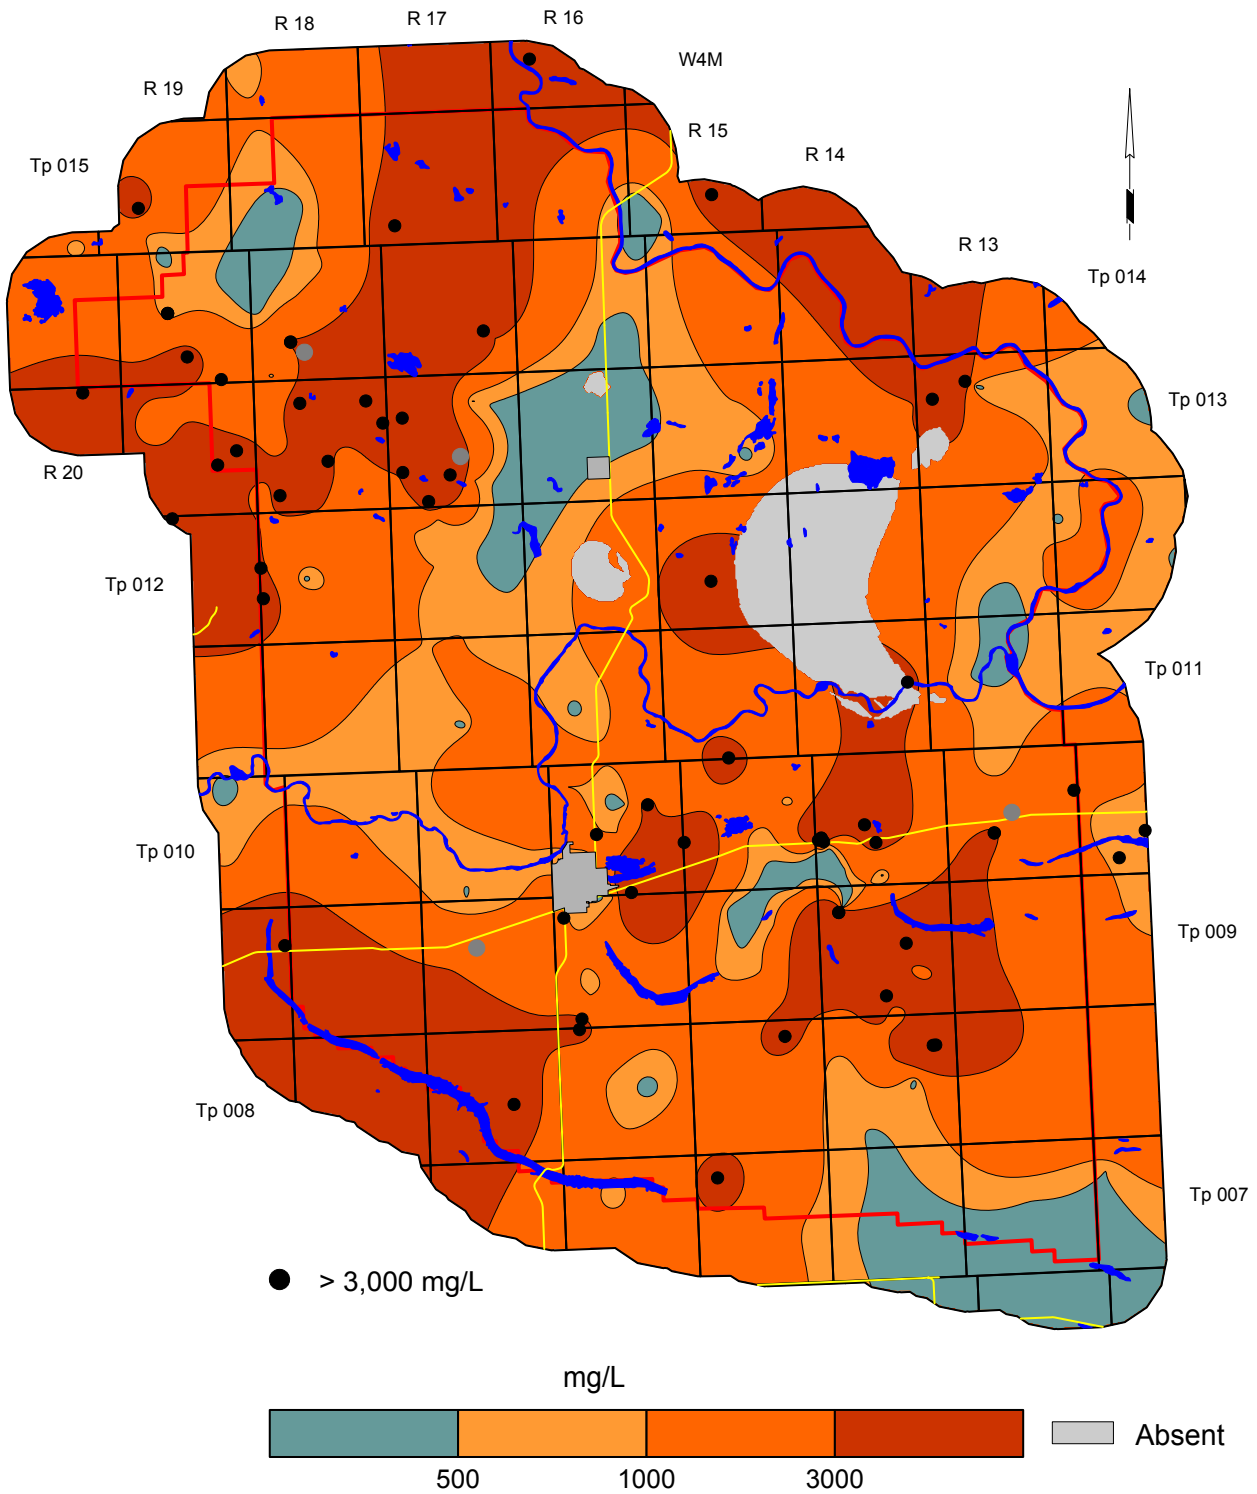 R 16
R 17
R 18
W4M
R 19
R 15
R 14
Tp 015
R 13
Tp 014
Tp 013
R 20
Tp 012
Tp 011
Tp 010
Tp 009
Tp 008
Tp 007
> 3,000 mg/L
mg/L
Absent
500 1000 3000